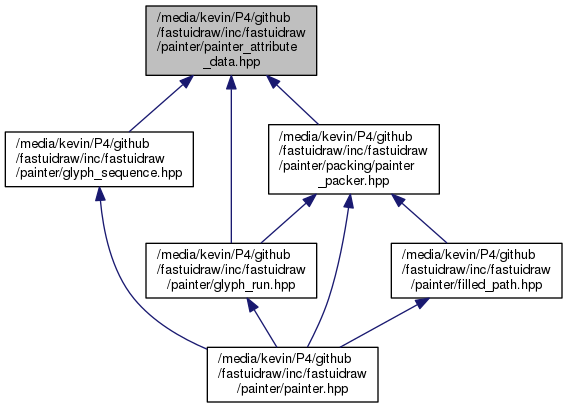 /media/kevin/P4/github
/fastuidraw/inc/fastuidraw
/painter/painter_attribute
_data.hpp
/media/kevin/P4/github
/fastuidraw/inc/fastuidraw
/painter/glyph_sequence.hpp
/media/kevin/P4/github
/fastuidraw/inc/fastuidraw
/painter/packing/painter
_packer.hpp
/media/kevin/P4/github
/fastuidraw/inc/fastuidraw
/painter/glyph_run.hpp
/media/kevin/P4/github
/fastuidraw/inc/fastuidraw
/painter/filled_path.hpp
/media/kevin/P4/github
/fastuidraw/inc/fastuidraw
/painter/painter.hpp